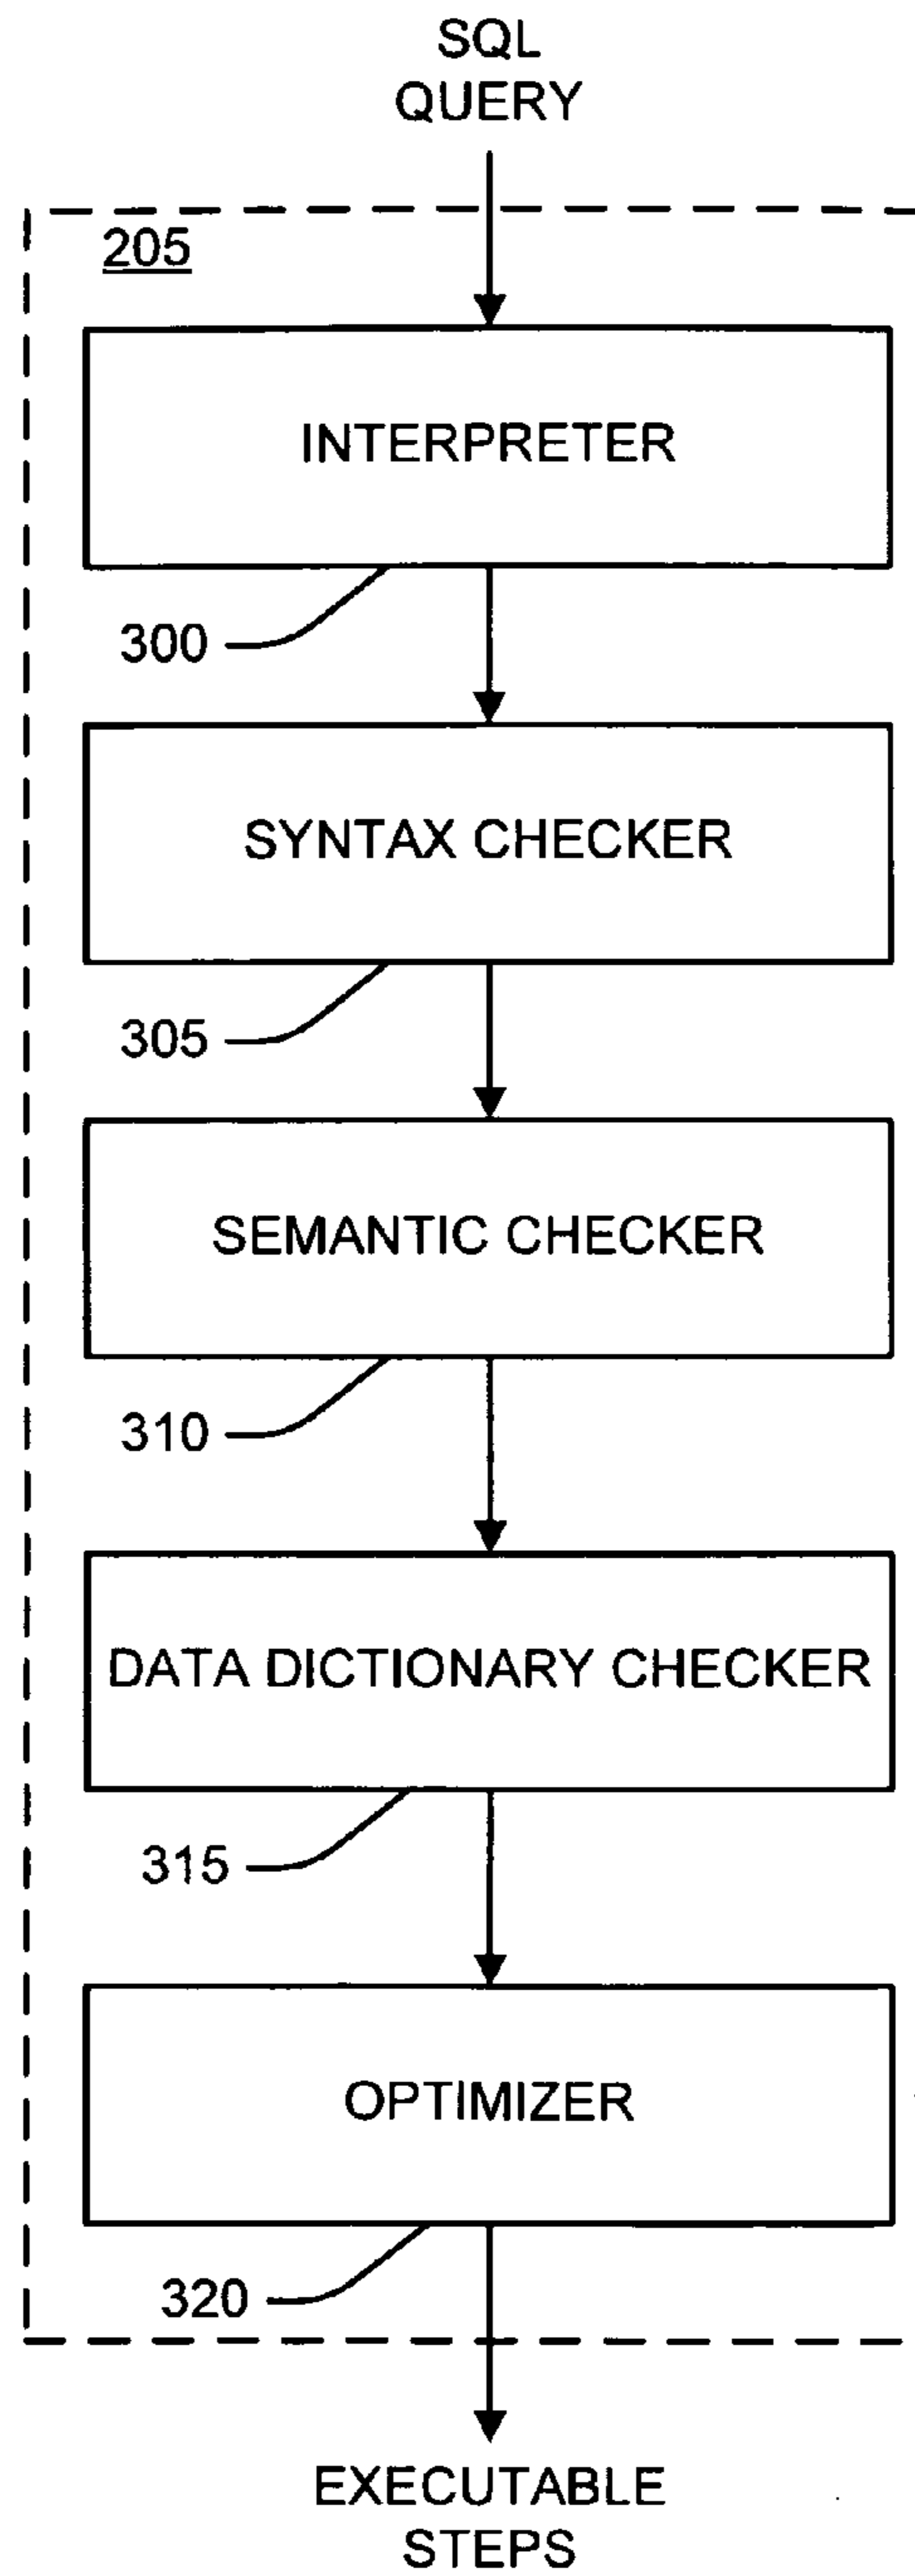 SQL
QUERY
205
INTERPRETER
300
SYNTAX CHECKER
305
SEMANTIC CHECKER
310
DATA DICTIONARY CHECKER
315
OPTIMIZER
320
EXECUTABLE
STEPS